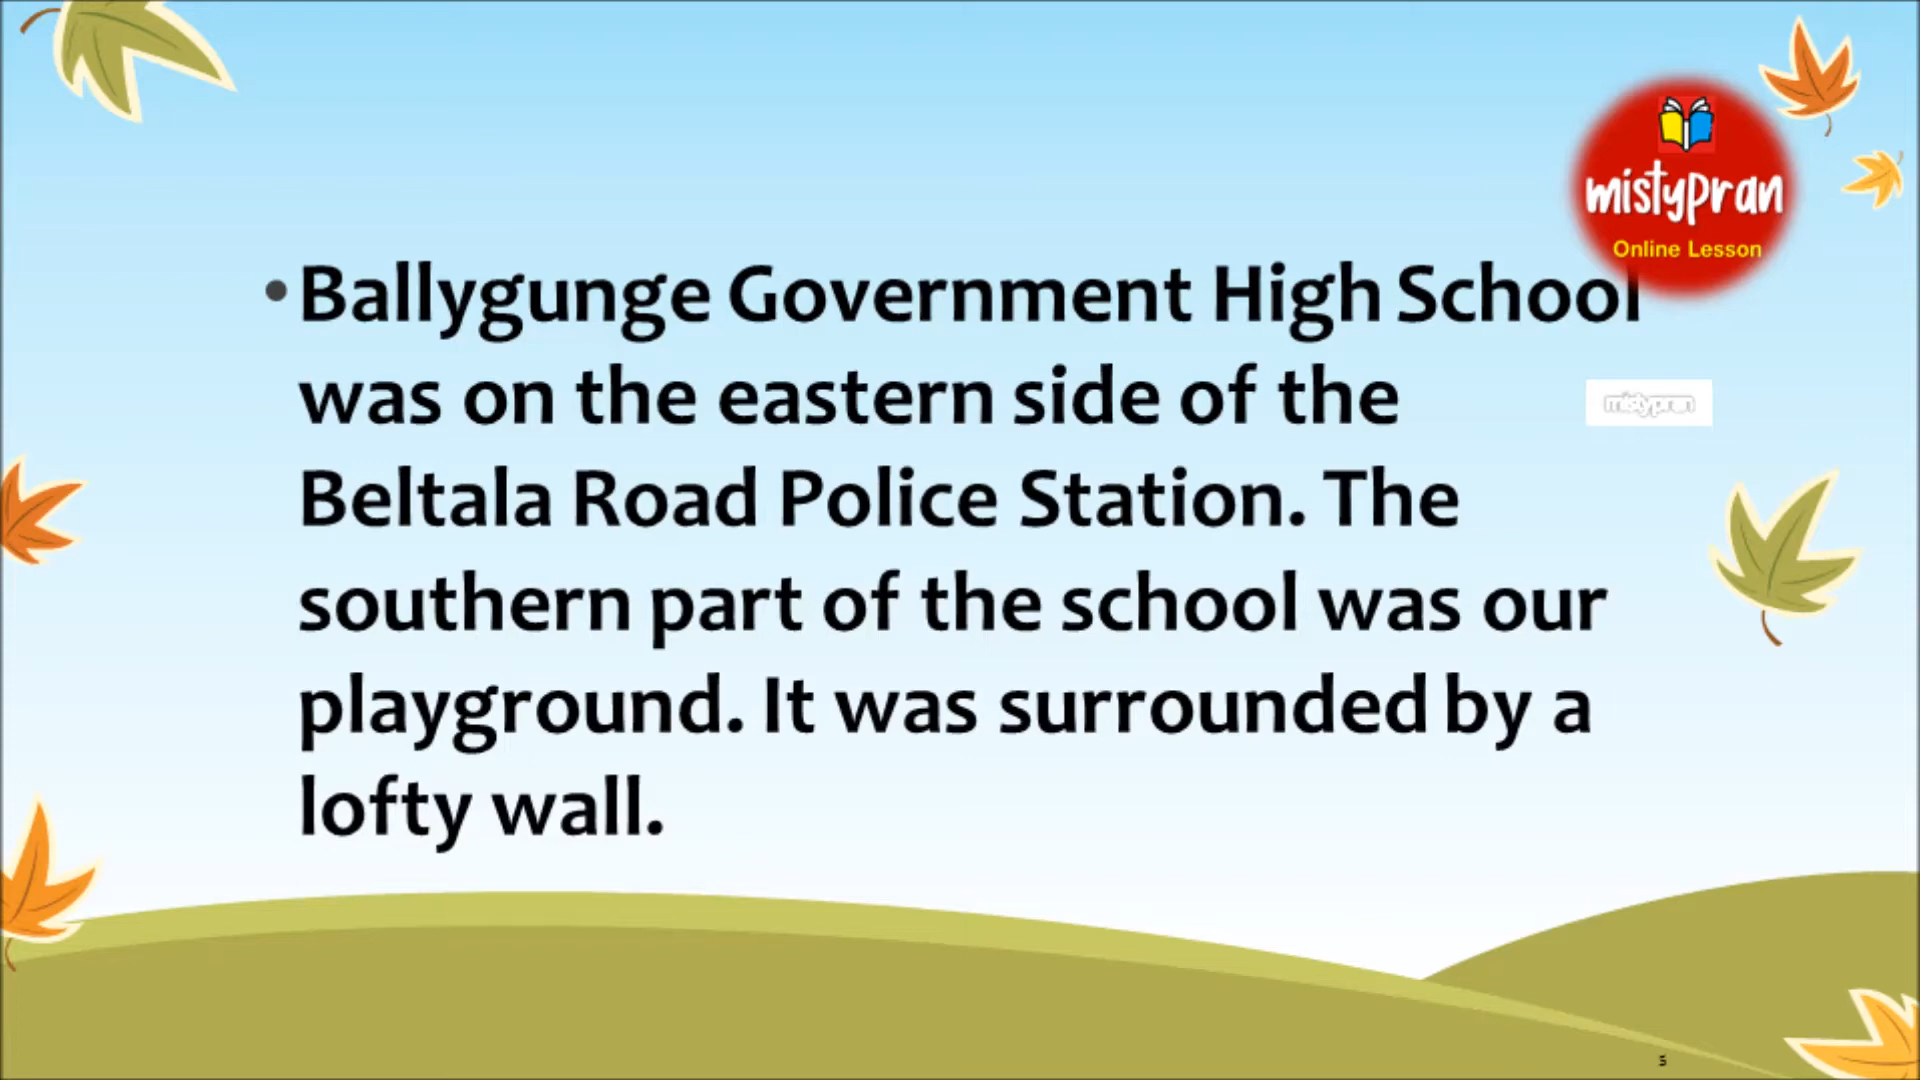 mistypran
Online Lesson
• Ballygunge Government High School
was on the eastern side of the
mistypran
Beltala Road Police Station. The
southern part of the school was our
playground. It was surrounded by a
lofty wall.
5